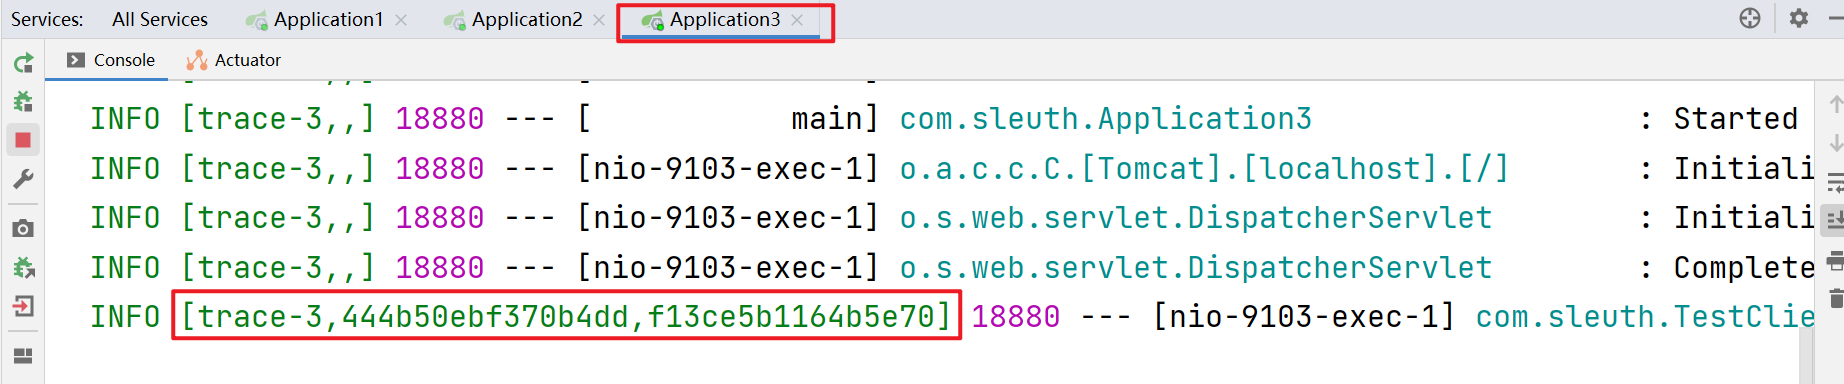 Services: All Services Application1 Application2 Application3
Console Actuator
INFO [trace-3,,] 18880 --- [           main] com.sleuth.Application3                    : Started
INFO [trace-3,,] 18880 --- [nio-9103-exec-1] o.a.c.c.C.[Tomcat].[localhost].[/]       : Initiali
INFO [trace-3,,] 18880 --- [nio-9103-exec-1] o.s.web.servlet.DispatcherServlet        : Initiali
INFO [trace-3,,] 18880 --- [nio-9103-exec-1] o.s.web.servlet.DispatcherServlet        : Complete
INFO [trace-3,444b50ebf370b4dd,f13ce5b1164b5e70] 18880 --- [nio-9103-exec-1] com.sleuth.TestClie